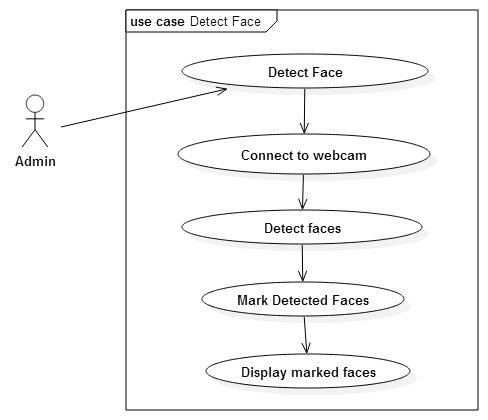 use case Detect Face
Detect Face
Admin
Connect to webcam
Detect faces
Mark Detected Faces
Display marked faces